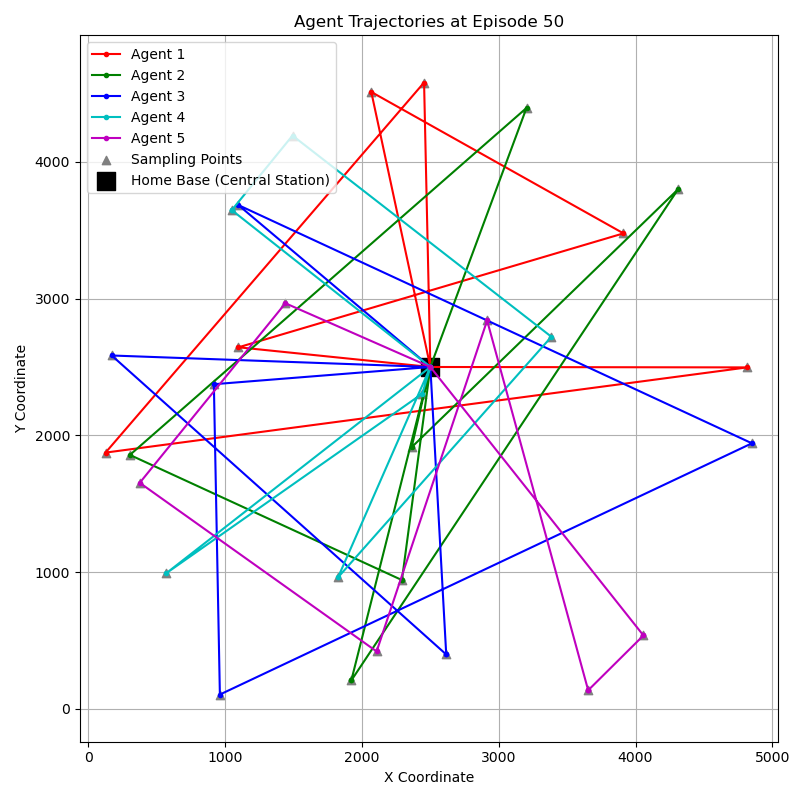 Agent Trajectories at Episode 50
Agent 1
Agent 2
Agent 3
Agent 4
Agent 5
Sampling Points
Home Base (Central Station)
Y Coordinate
4000
3000
2000
1000
0
0 1000 2000 3000 4000 5000
X Coordinate